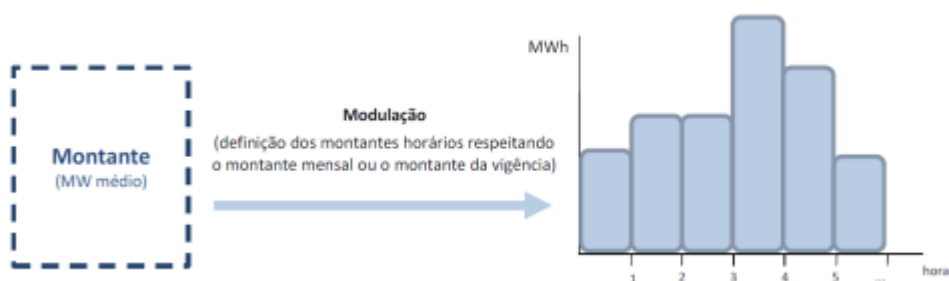 Montante
(MW médio)
Modulação
(definição dos montantes horários respeitando
o montante mensal ou o montante da vigência)
MWh
1 2 3 4 5 ...
hora